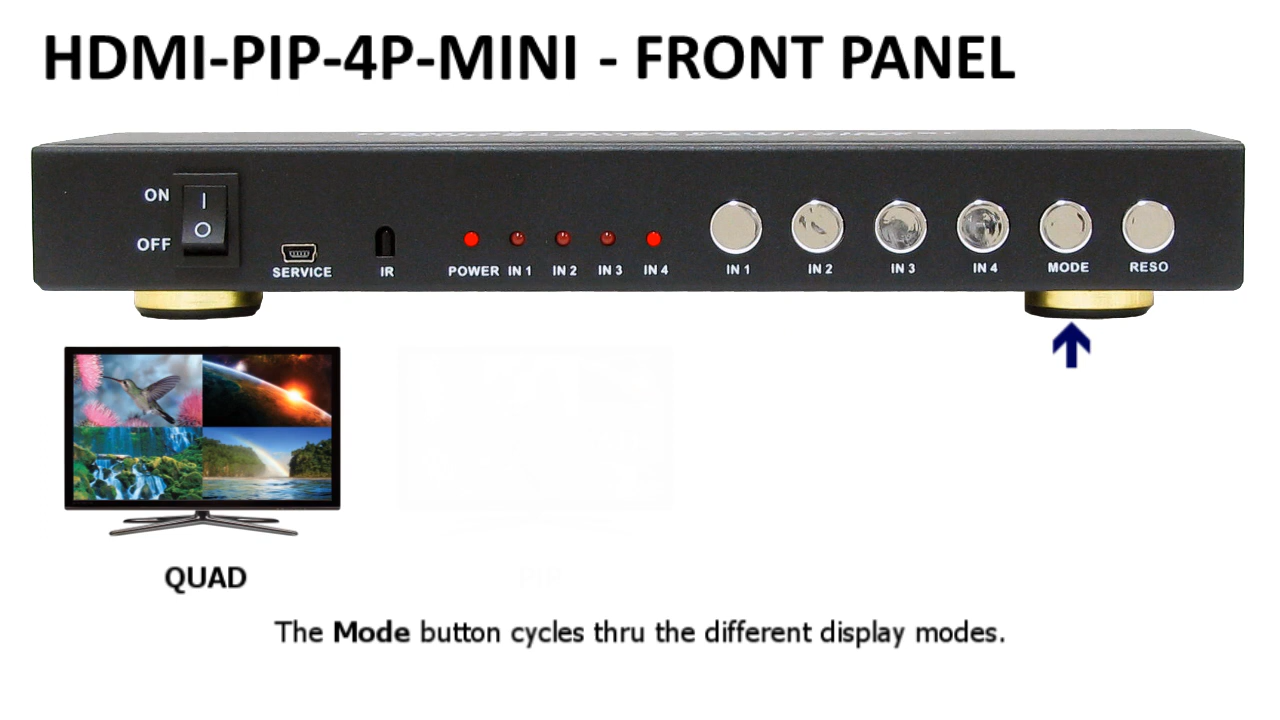 HDMI-PIP-4P-MINI - FRONT PANEL
ON
OFF
SERVICE
IR
POWER IN 1 IN 2 IN 3 IN 4
IN 1 IN 2 IN 3 IN 4 MODE RESO
QUAD
The Mode button cycles thru the different display modes.